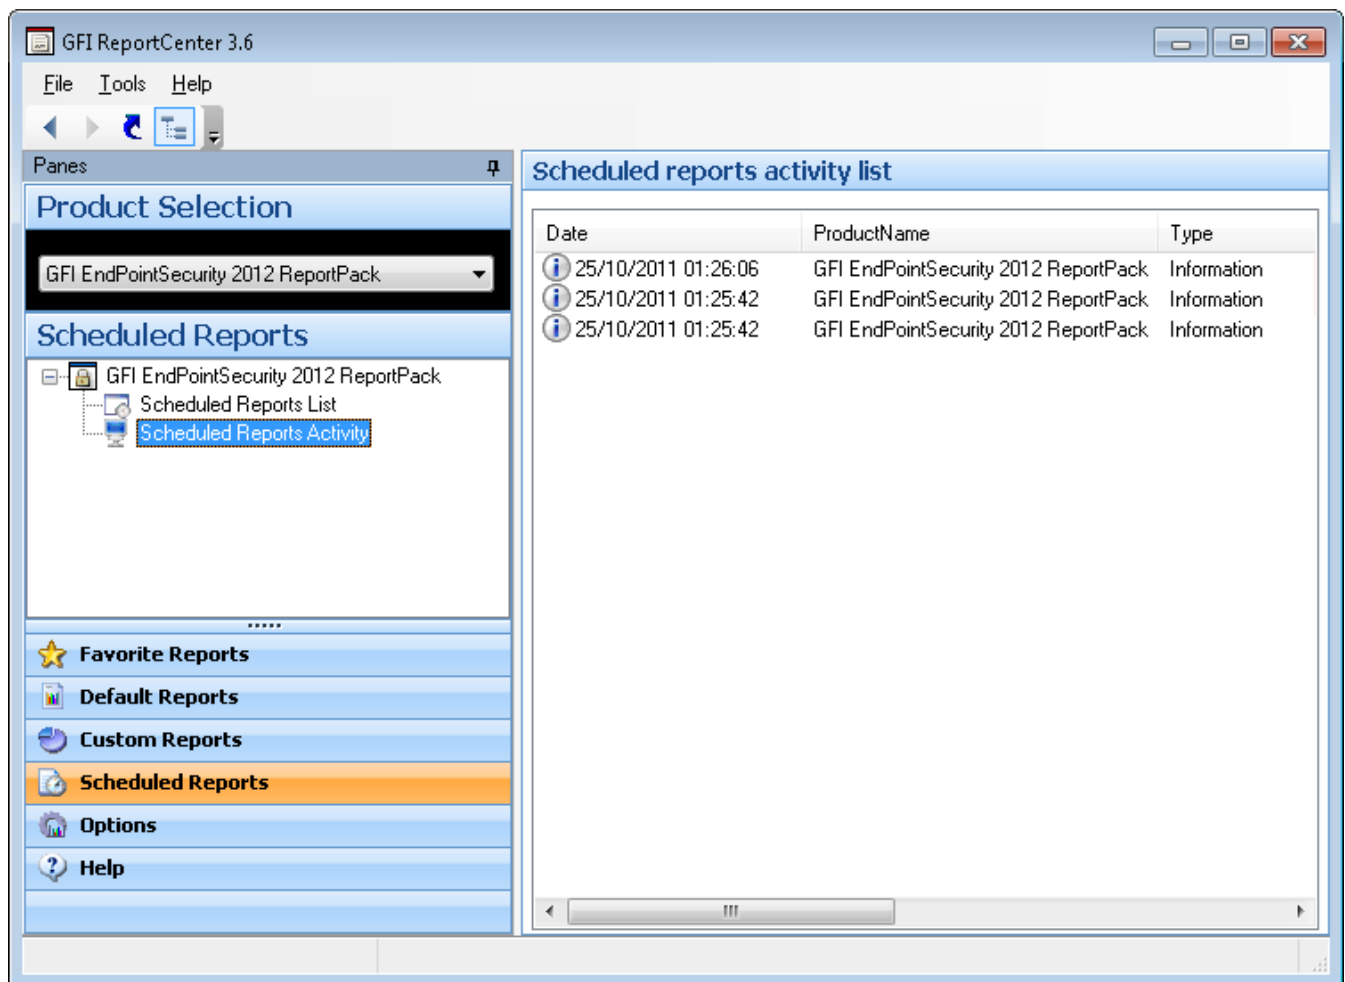 GFI ReportCenter 3.6
File Tools Help
Panes
Product Selection
GFI EndPointSecurity 2012 ReportPack
Scheduled Reports
GFI EndPointSecurity 2012 ReportPack
Scheduled Reports List
Scheduled Reports Activity
Favorite Reports
Default Reports
Custom Reports
Scheduled Reports
Options
Help
Scheduled reports activity list
Date ProductName Type
25/10/2011 01:26:06 GFI EndPointSecurity 2012 ReportPack Information
25/10/2011 01:25:42 GFI EndPointSecurity 2012 ReportPack Information
25/10/2011 01:25:42 GFI EndPointSecurity 2012 ReportPack Information